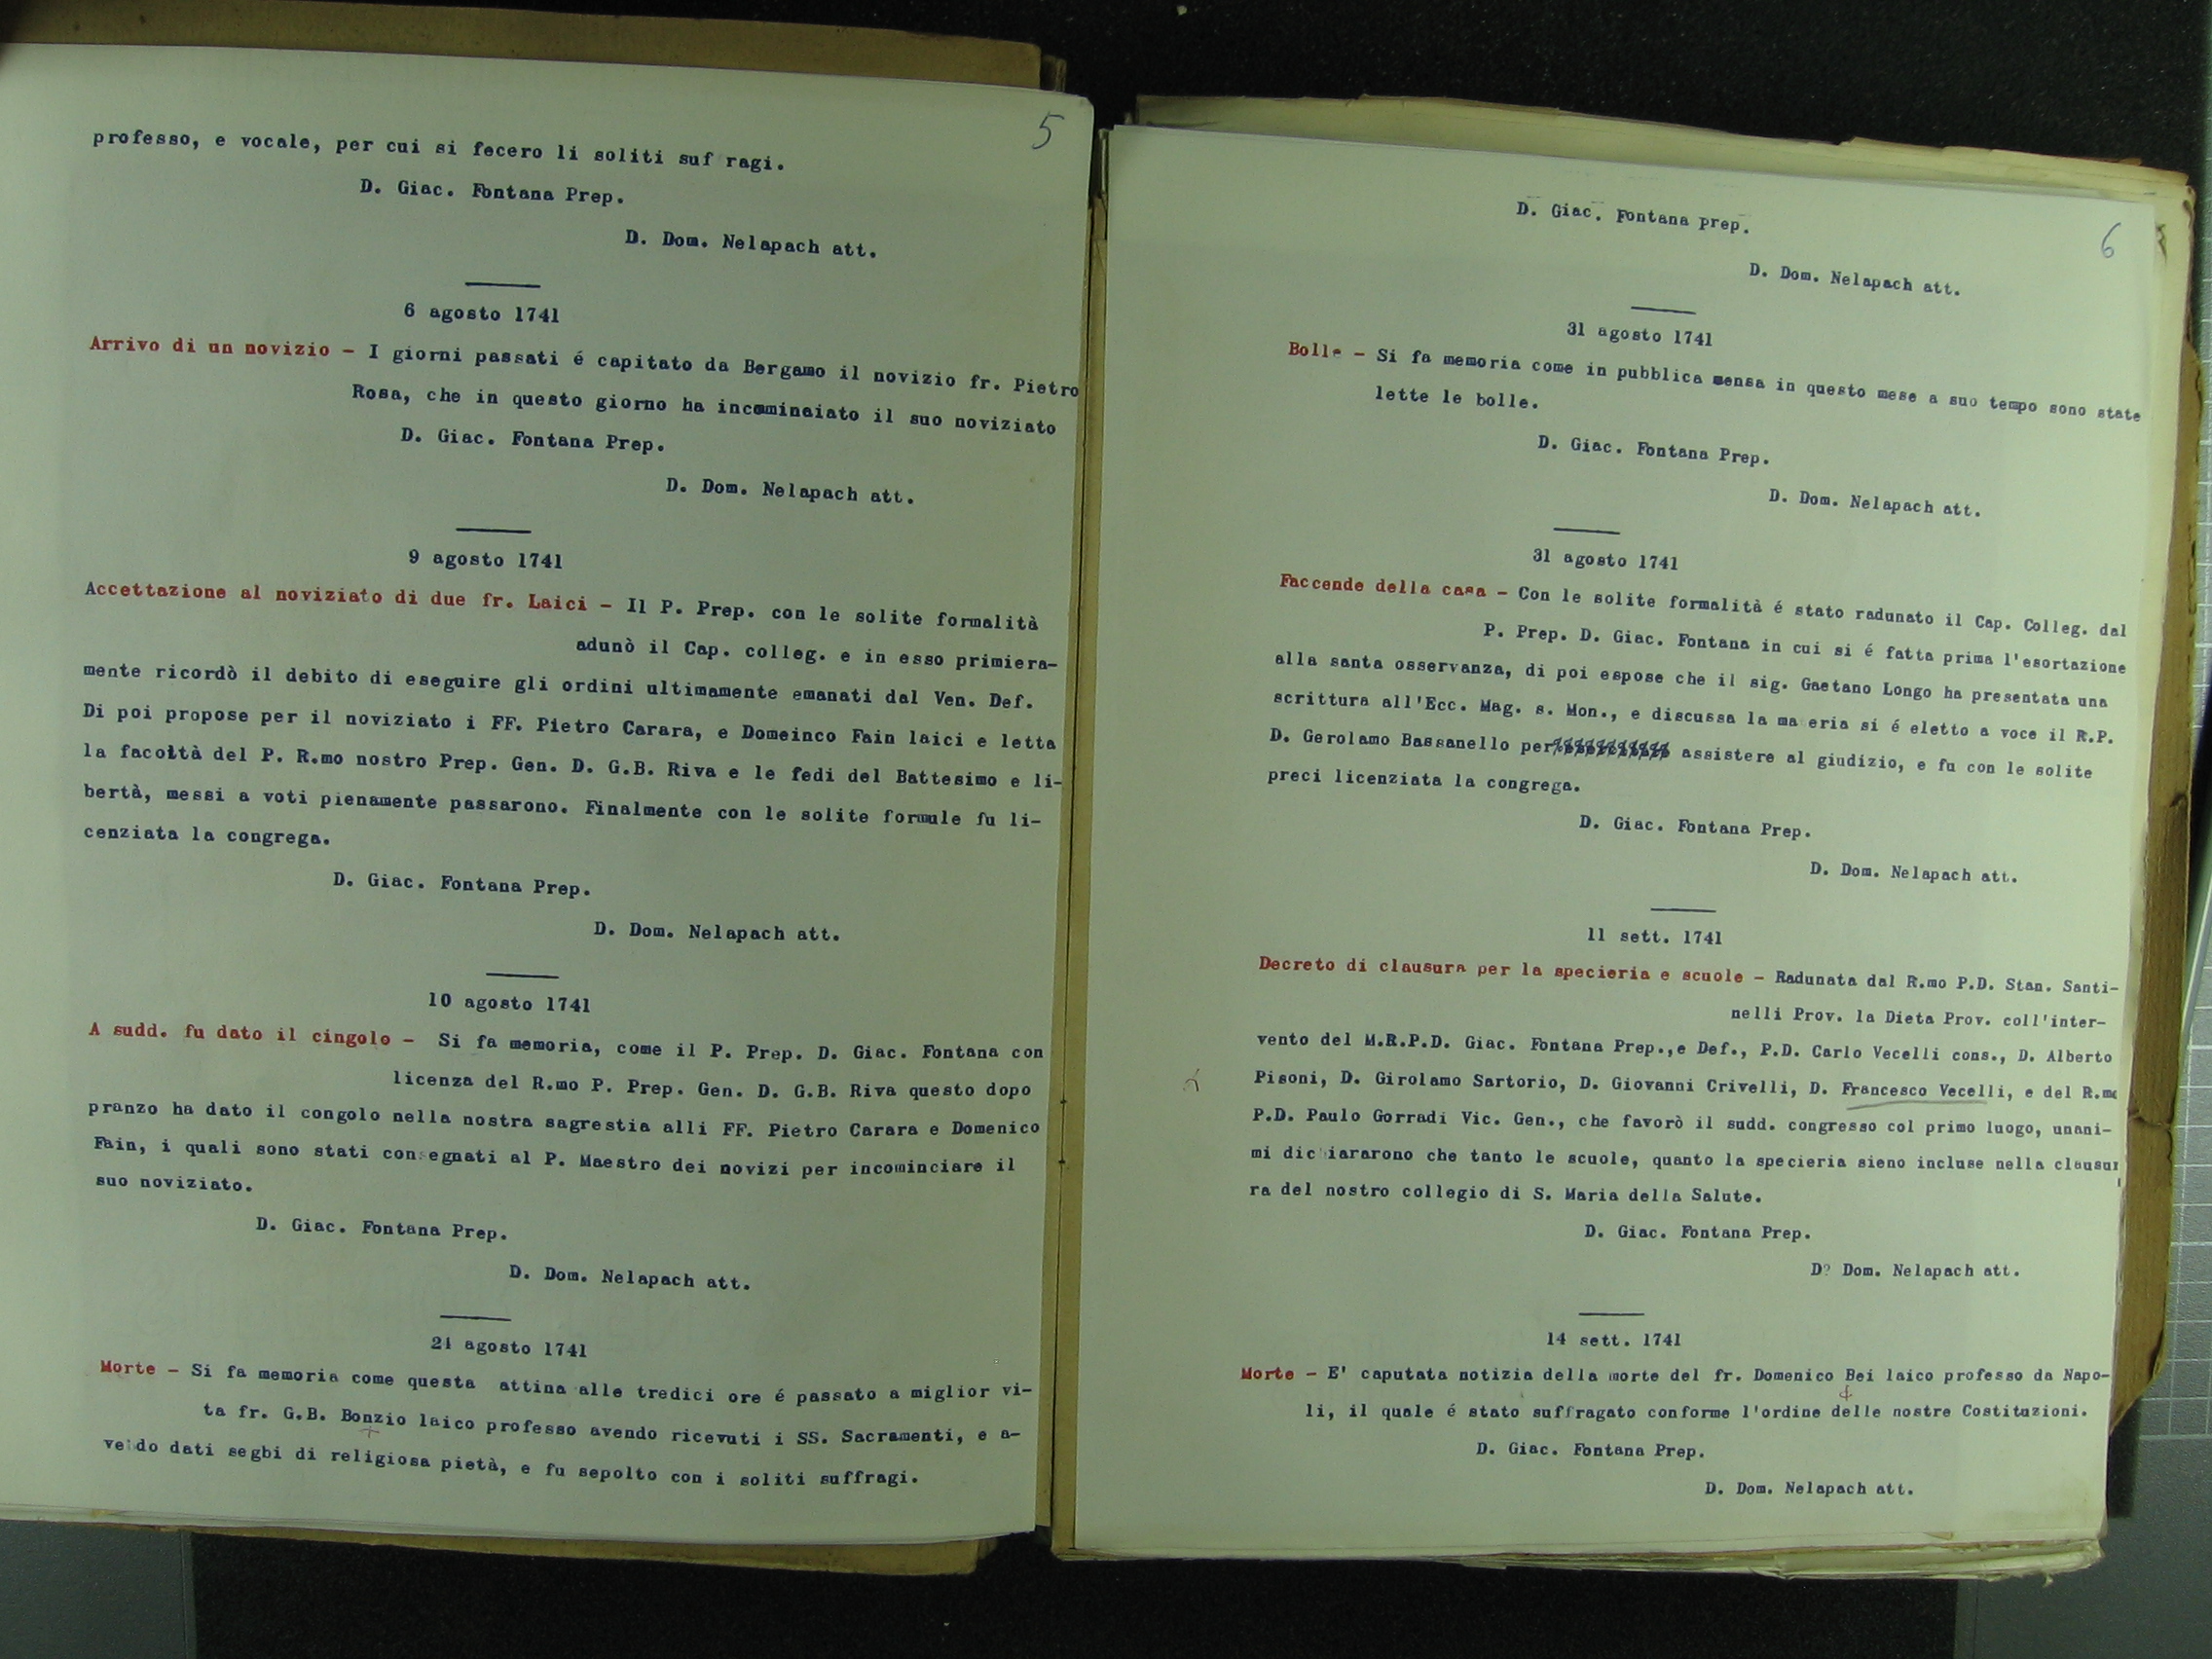 5
professo, e vocale, per cui si fecero li soliti suf ragi.
D. Giac. Fontana Prep.
D. Dom. Nelapach att.
6 agosto 1741
Arrivo di un novizio - I giorni passati é capitato da Bergamo il novizio fr. Pietro
Rosa, che in questo giorno ha incominaiato il suo noviziato
D. Giac. Fontana Prep.
D. Dom. Nelapach att.
9 agosto 1741
Accettazione al noviziato di due fr. Laici - Il P. Prep. con le solite formalità
adunò il Cap. colleg. e in esso primiera-
mente ricordò il debito di eseguire gli ordini ultimamente emanati dal Ven. Def.
Di poi propose per il noviziato i FF. Pietro Carara, e Domeinco Fain laici e letta
la facoltà del P. R.mo nostro Prep. Gen. D. G.B. Riva e le fedi del Battesimo e li-
bertà, messi a voti pienamente passarono. Finalmente con le solite formule fu li-
cenziata la congrega.
D. Giac. Fontana Prep.
D. Dom. Nelapach att.
10 agosto 1741
A sudd. fu dato il cingolo - Si fa memoria, come il P. Prep. D. Giac. Fontana con
licenza del R.mo P. Prep. Gen. D. G.B. Riva questo dopo
pranzo ha dato il congolo nella nostra sagrestia alli FF. Pietro Carara e Domenico
Fain, i quali sono stati consegnati al P. Maestro dei novizi per incominciare il
suo noviziato.
D. Giac. Fontana Prep.
D. Dom. Nelapach att.
21 agosto 1741
Morte - Si fa memoria come questa attina alle tredici ore é passato a miglior vi-
ta fr. G.B. Bonzio laico professo avendo ricevuti i SS. Sacramenti, e a-
ve do dati segbi di religiosa pietà, e fu sepolto con i soliti suffragi.
6
D. Giac. Fontana Prep.
D. Dom. Nelapach att.
31 agosto 1741
Bolle - Si fa memoria come in pubblica mensa in questo mese a suo tempo sono state
lette le bolle.
D. Giac. Fontana Prep.
D. Dom. Nelapach att.
31 agosto 1741
Faccende della casa - Con le solite formalità é stato radunato il Cap. Colleg. dal
P. Prep. D. Giac. Fontana in cui si é fatta prima l'esortazione
alla santa osservanza, di poi espose che il sig. Gaetano Longo ha presentata una
scrittura all'Ecc. Mag. s. Mon., e discussa la ma eria si é eletto a voce il R.P.
D. Gerolamo Bassanello per assistere al giudizio, e fu con le solite
preci licenziata la congrega.
D. Giac. Fontana Prep.
D. Dom. Nelapach att.
11 sett. 1741
Decreto di clausura per la specieria e scuole - Radunata dal R.mo P.D. Stan. Santi-
nelli Prov. la Dieta Prov. coll'inter-
vento del M.R.P.D. Giac. Fontana Prep.,e Def., P.D. Carlo Vecelli cons., D. Alberto
Pisoni, D. Girolamo Sartorio, D. Giovanni Crivelli, D. Francesco Vecelli, e del R.mo
P.D. Paulo Gorradi Vic. Gen., che favorò il sudd. congresso col primo luogo, unani-
mi dichiararono che tanto le scuole, quanto la specieria sieno incluse nella clausur
ra del nostro collegio di S. Maria della Salute.
D. Giac. Fontana Prep.
D? Dom. Nelapach att.
14 sett. 1741
Morte - E' caputata notizia della morte del fr. Domenico Bei laico professo da Napo-
li, il quale é stato suffragato conforme l'ordine delle nostre Costituzioni.
D. Giac. Fontana Prep.
D. Dom. Nelapach att.